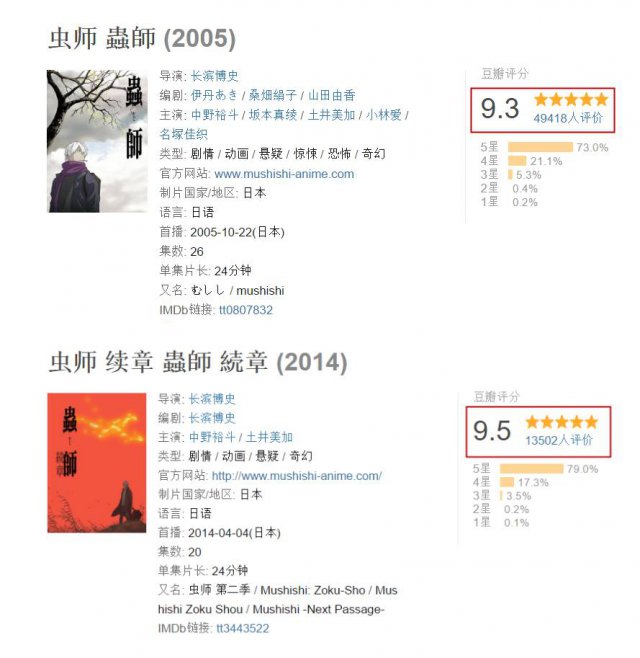 虫师 蟲師 (2005)
蟲師
导演: 长滨博史
编剧: 伊丹あき / 桑畑绢子 / 山田由香
主演: 中野裕斗 / 坂本真绫 / 土井美加 / 小林愛 /
名塚佳织
类型: 剧情 / 动画 / 悬疑 / 惊悚 / 恐怖 / 奇幻
官方网站: www.mushishi-anime.com
制片国家/地区: 日本
语言: 日语
首播: 2005-10-22(日本)
集数: 26
单集片长: 24分钟
又名: むしし / mushishi
IMDb链接: tt0807832
豆瓣评分
9.3
49418人评价
5星 73.0%
4星 21.1%
3星 5.3%
2星 0.4%
1星 0.2%
虫师 续章 蟲師 続章 (2014)
蟲師
続章
导演: 长滨博史
编剧: 长滨博史
主演: 中野裕斗 / 土井美加
类型: 剧情 / 动画 / 悬疑 / 奇幻
官方网站: http://www.mushishi-anime.com/
制片国家/地区: 日本
语言: 日语
首播: 2014-04-04(日本)
集数: 20
单集片长: 24分钟
又名: 虫师 第二季 / Mushishi: Zoku-Sho / Mus
hishi Zoku Shou / Mushishi -Next Passage-
IMDb链接: tt3443522
豆瓣评分
9.5
13502人评价
5星 79.0%
4星 17.3%
3星 3.5%
2星 0.2%
1星 0.1%